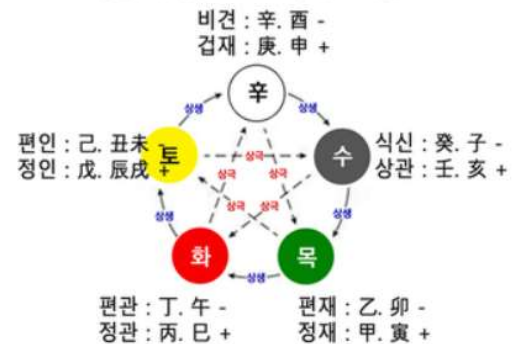 비견 : 辛. 酉 -
겁재 : 庚. 申 +
辛
상생
상생
편인 : 己. 丑未 -
정인 : 戊. 辰戌 +
토
상극
수
식신 : 癸. 子 -
상관 : 壬. 亥 +
상극
상극
상극
상극
상생
상생
화
상생
목
편관 : 丁. 午 -
정관 : 丙. 巳 +
편재 : 乙. 卯 -
정재 : 甲. 寅 +